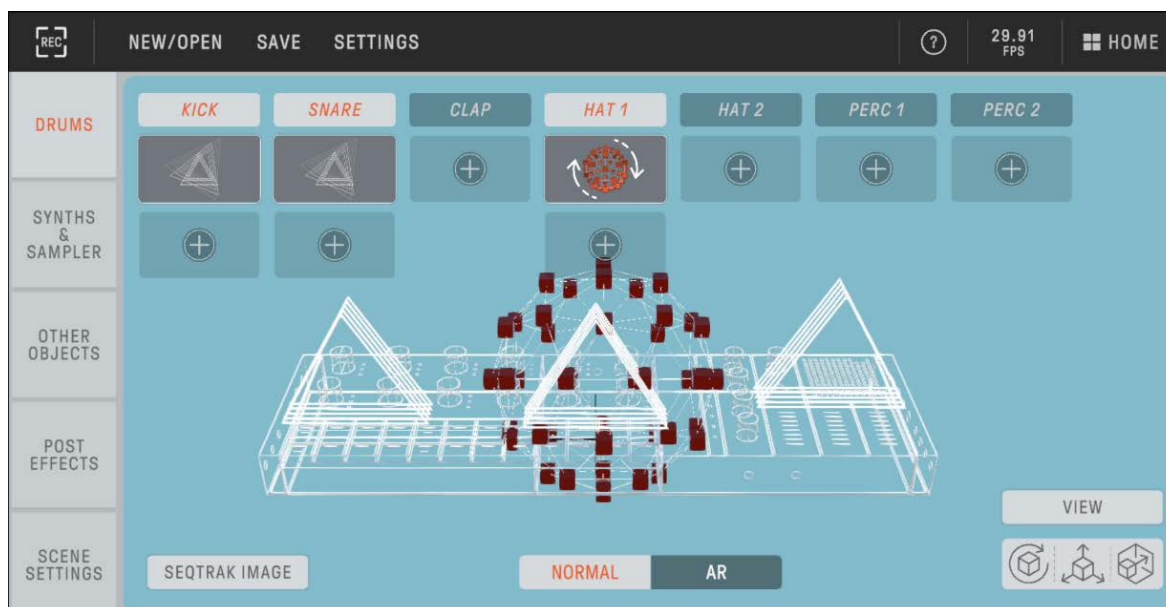 REC
NEW/OPEN
SAVE
SETTINGS
?
29.91
FPS
HOME
DRUMS
SYNTHS
&
SAMPLER
OTHER
OBJECTS
POST
EFFECTS
SCENE
SETTINGS
KICK
SNARE
CLAP
HAT 1
HAT 2
PERC 1
PERC 2
SEQTRAK IMAGE
NORMAL
AR
VIEW